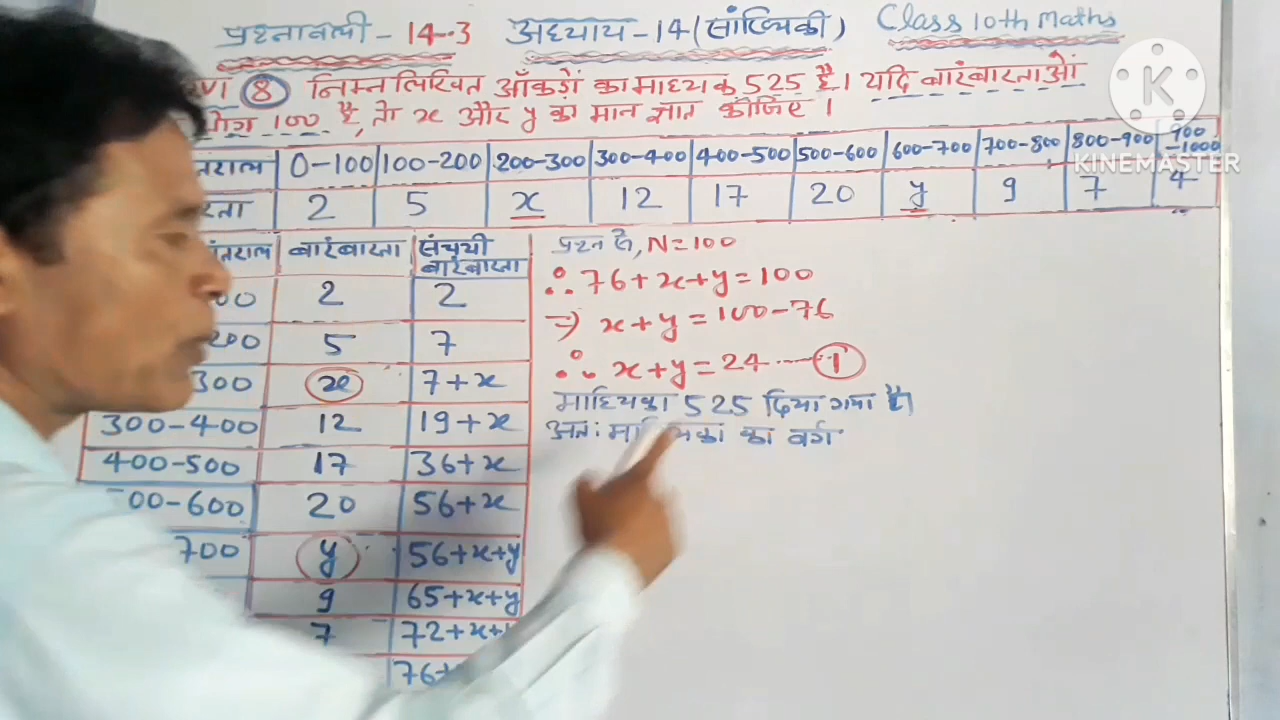 प्रश्नावली - 14.3 अध्याय - 14 (सांख्यिकी) Class 10th Maths
8 निम्नलिखित आँकड़ों का माध्यक 525 है। यदि बारंबारताओं
योग 100 है, तो x और y का मान ज्ञात कीजिए।
0-100 100-200 200-300 300-400 400-500 500-600 600-700 700-800 800-900 900-1000
2 5 x 12 17 20 y 9 7 4
K
KINEMASTER
बारंबारता संचयी बारंबारता
2 2
200 5 7
300 x 7+x
300-400 12 19+x
400-500 17 36+x
00-600 20 56+x
700 y 56+x+y
9 65+x+y
7 72+x+
76+
प्रश्न से, N=100
∴ 76+x+y=100
⇒ x+y=100-76
∴ x+y=24 ---- 1
माध्यिका 525 दिया गया है।
अतः माध्यिका का वर्ग